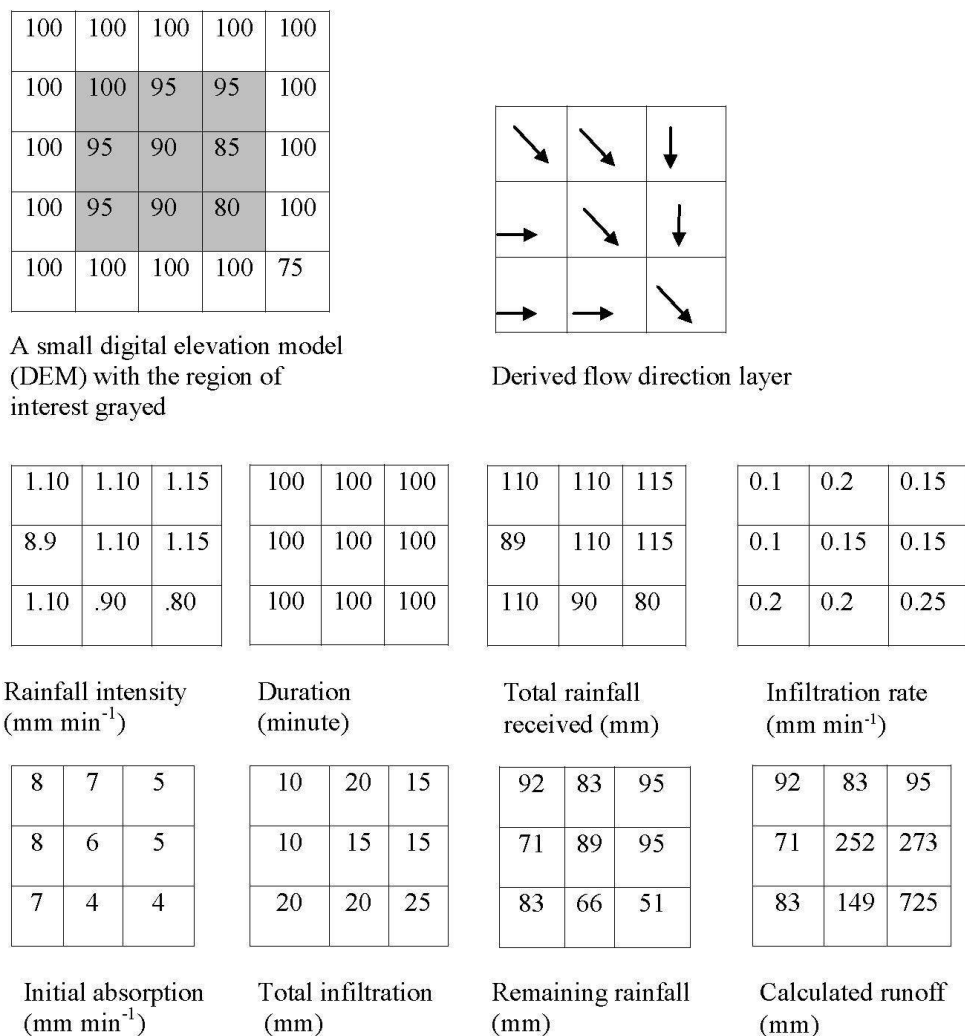 100 100 100 100 100
100 100 95 95 100
100 95 90 85 100
100 95 90 80 100
100 100 100 100 75
A small digital elevation model
(DEM) with the region of
interest grayed
Derived flow direction layer
1.10 1.10 1.15
8.9 1.10 1.15
1.10 .90 .80
Rainfall intensity
(mm min⁻¹)
100 100 100
100 100 100
100 100 100
Duration
(minute)
110 110 115
89 110 115
110 90 80
Total rainfall
received (mm)
0.1 0.2 0.15
0.1 0.15 0.15
0.2 0.2 0.25
Infiltration rate
(mm min⁻¹)
8 7 5
8 6 5
7 4 4
Initial absorption
(mm min⁻¹)
10 20 15
10 15 15
20 20 25
Total infiltration
(mm)
92 83 95
71 89 95
83 66 51
Remaining rainfall
(mm)
92 83 95
71 252 273
83 149 725
Calculated runoff
(mm)